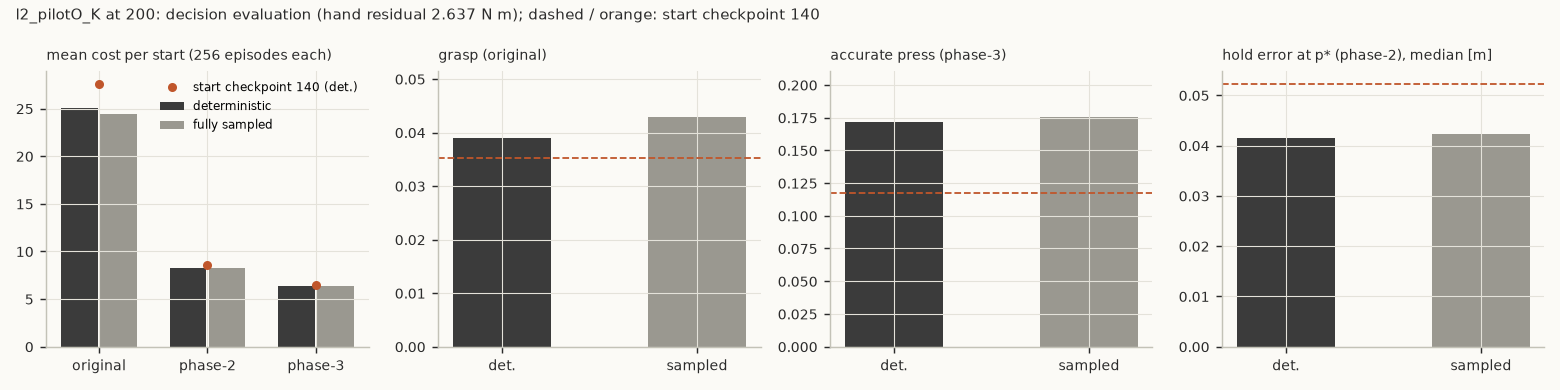 l2_pilotO_K at 200: decision evaluation (hand residual 2.637 N m); dashed / orange: start checkpoint 140
mean cost per start (256 episodes each)
start checkpoint 140 (det.)
deterministic
fully sampled
25
20
15
10
5
0
original
phase-2
phase-3
grasp (original)
0.05
0.04
0.03
0.02
0.01
0.00
det.
sampled
accurate press (phase-3)
0.200
0.175
0.150
0.125
0.100
0.075
0.050
0.025
0.000
det.
sampled
hold error at p* (phase-2), median [m]
0.05
0.04
0.03
0.02
0.01
0.00
det.
sampled